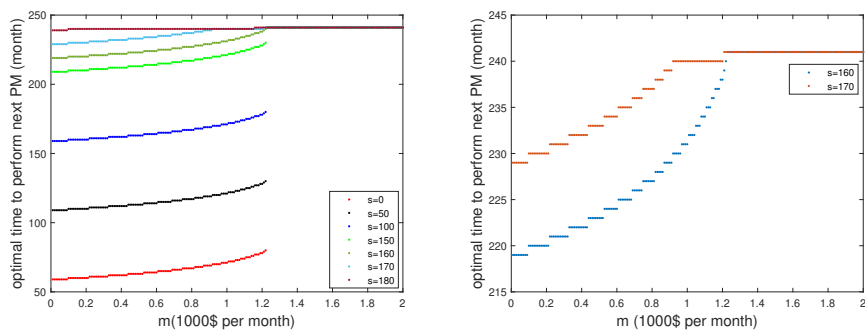 optimal time to perform next PM (month)
250
200
150
100
50
0 0.2 0.4 0.6 0.8 1 1.2 1.4 1.6 1.8 2
m(1000$ per month)
s=0
s=50
s=100
s=150
s=160
s=170
s=180
optimal time to perform next PM (month)
245
240
235
230
225
220
215
0 0.2 0.4 0.6 0.8 1 1.2 1.4 1.6 1.8 2
m (1000$ per month)
s=160
s=170